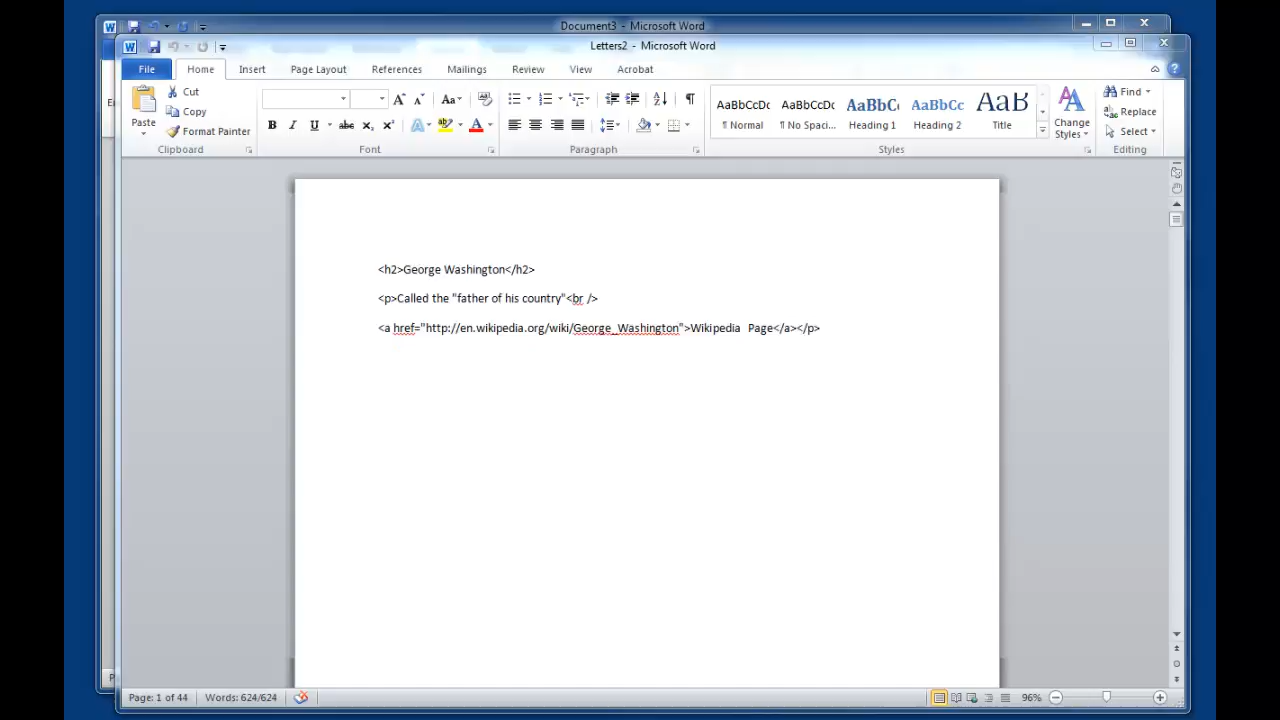 Document3 - Microsoft Word
Letters2 - Microsoft Word
File Home Insert Page Layout References Mailings Review View Acrobat
Paste
Cut
Copy
Format Painter
Clipboard
Font
Paragraph
AaBbCcDc AaBbCcDc AaBbC AaBbCc AaB
¶ Normal ¶ No Spaci... Heading 1 Heading 2 Title
Styles
Change Styles
Find
Replace
Select
Editing
<h2>George Washington</h2>
<p>Called the "father of his country"<br />
<a href="http://en.wikipedia.org/wiki/George_Washington">Wikipedia Page</a></p>
Page: 1 of 44 Words: 624/624 96%